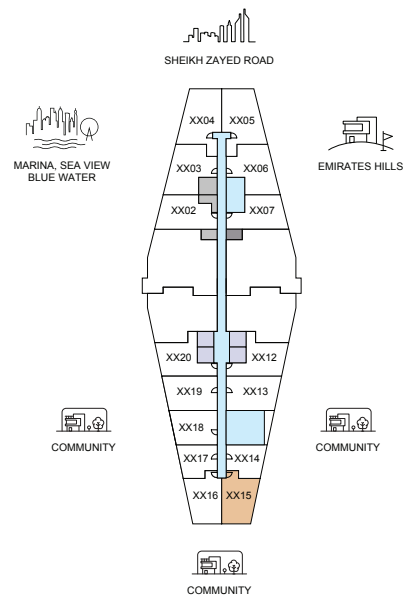 SHEIKH ZAYED ROAD
XX04 XX05
MARINA, SEA VIEW
BLUE WATER
EMIRATES HILLS
XX03 XX06
XX02 XX07
XX20 XX12
XX19 XX13
XX18
COMMUNITY
COMMUNITY
XX17 XX14
XX16 XX15
COMMUNITY